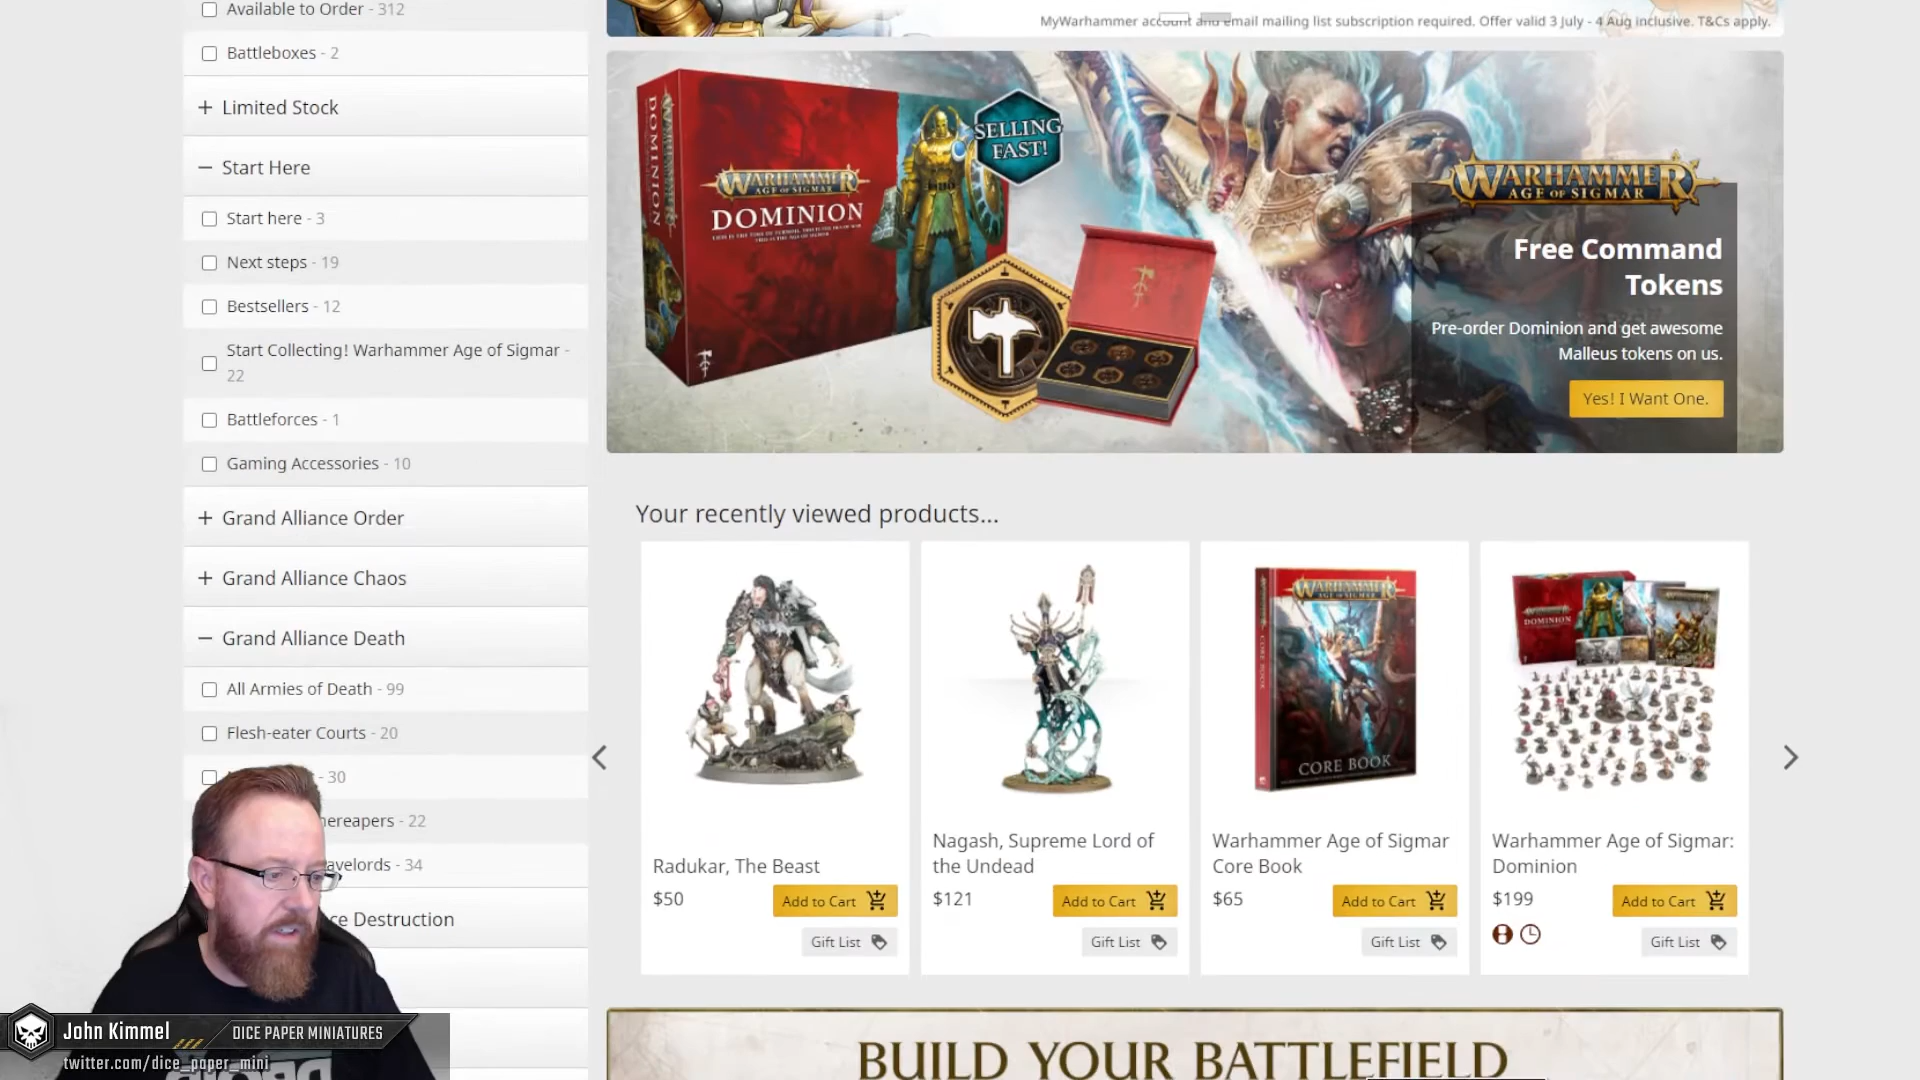 Available to Order - 312
Battleboxes - 2
+ Limited Stock
− Start Here
Start here - 3
Next steps - 19
Bestsellers - 12
Start Collecting! Warhammer Age of Sigmar -
22
Battleforces - 1
Gaming Accessories - 10
+ Grand Alliance Order
+ Grand Alliance Chaos
− Grand Alliance Death
All Armies of Death - 99
Flesh-eater Courts - 20
- 30
hereapers - 22
avelords - 34
ce Destruction
MyWarhammer account and email mailing list subscription required. Offer valid 3 July - 4 Aug inclusive. T&Cs apply.
DOMINION
WARHAMMER
AGE OF SIGMAR
DOMINION
SELLING
FAST!
WARHAMMER
AGE OF SIGMAR
Free Command
Tokens
Pre-order Dominion and get awesome
Malleus tokens on us.
Yes! I Want One.
Your recently viewed products...
WARHAMMER
AGE OF SIGMAR
CORE BOOK
CORE BOOK
WARHAMMER
DOMINION
WARHAMMER
Radukar, The Beast
$50
Add to Cart
Gift List
Nagash, Supreme Lord of
the Undead
$121
Add to Cart
Gift List
Warhammer Age of Sigmar
Core Book
$65
Add to Cart
Gift List
Warhammer Age of Sigmar:
Dominion
$199
Add to Cart
Gift List
BUILD YOUR BATTLEFIELD
John Kimmel
DICE PAPER MINIATURES
twitter.com/dice_paper_mini